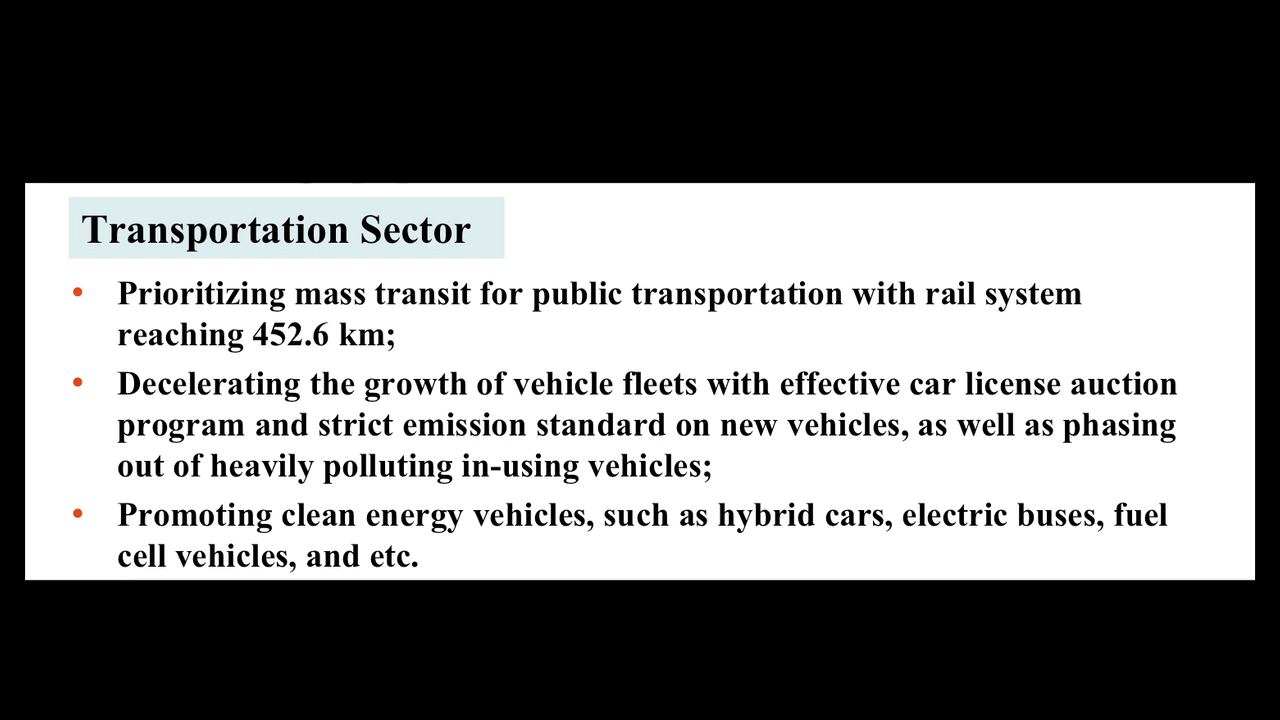 Transportation Sector
• Prioritizing mass transit for public transportation with rail system
reaching 452.6 km;
• Decelerating the growth of vehicle fleets with effective car license auction
program and strict emission standard on new vehicles, as well as phasing
out of heavily polluting in-using vehicles;
• Promoting clean energy vehicles, such as hybrid cars, electric buses, fuel
cell vehicles, and etc.